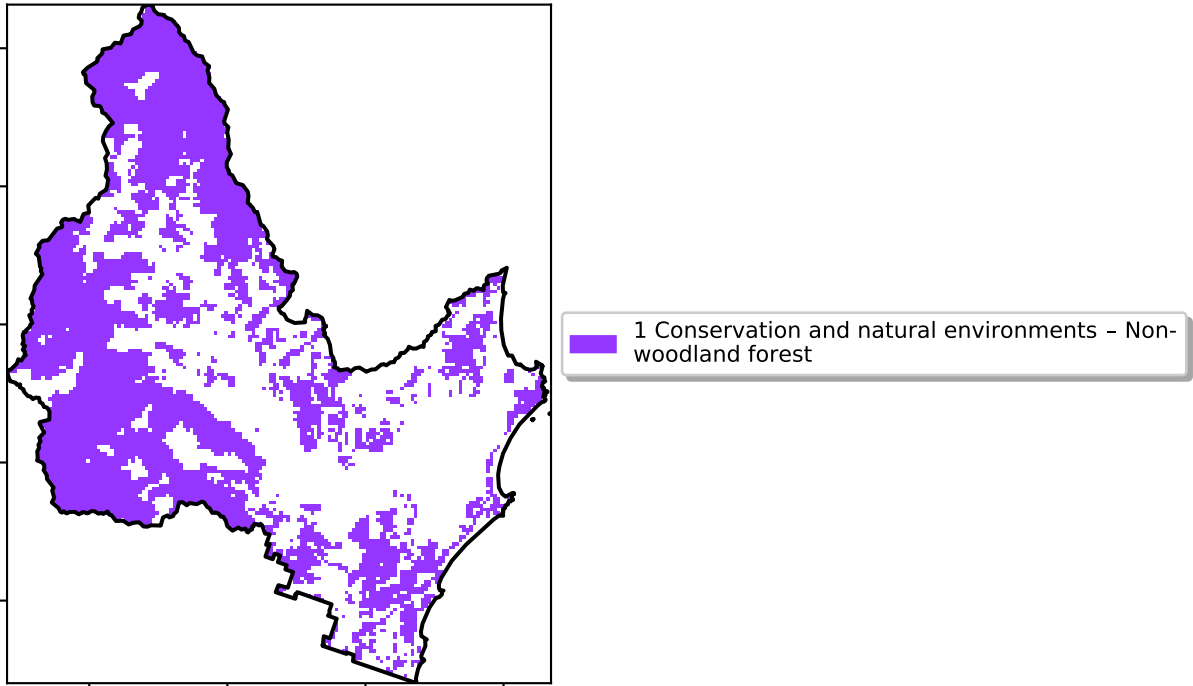 1 Conservation and natural environments – Non-
woodland forest